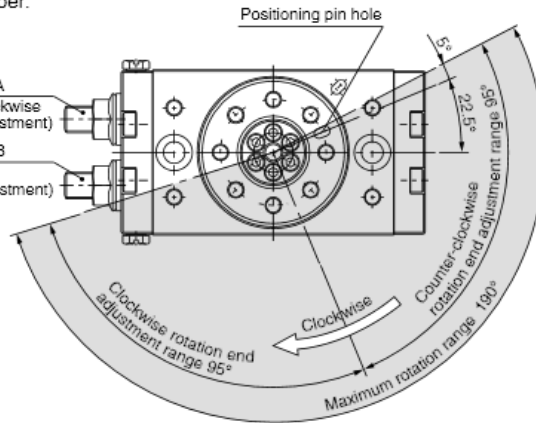 Positioning pin hole
stment)
stment)
5°
22.5°
Counter-clockwise
rotation end adjustment range 95°
Clockwise rotation end
adjustment range 95°
Clockwise
Maximum rotation range 190°